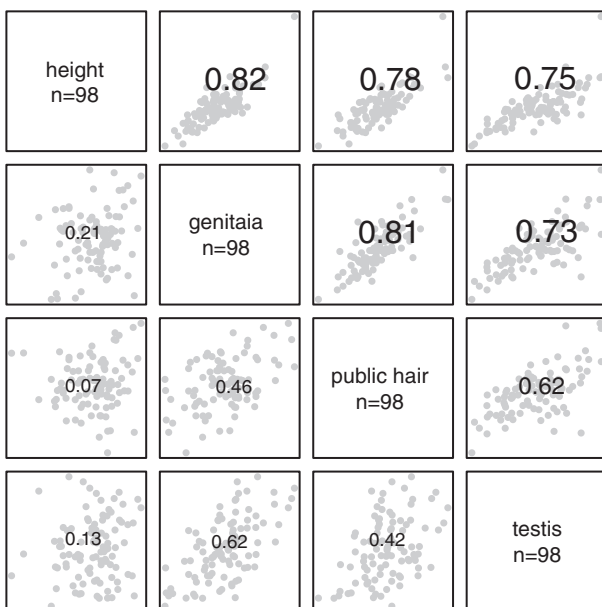 height
n=98
0.82
0.78
0.75
0.21
genitaia
n=98
0.81
0.73
0.07
0.46
public hair
n=98
0.62
0.13
0.62
0.42
testis
n=98